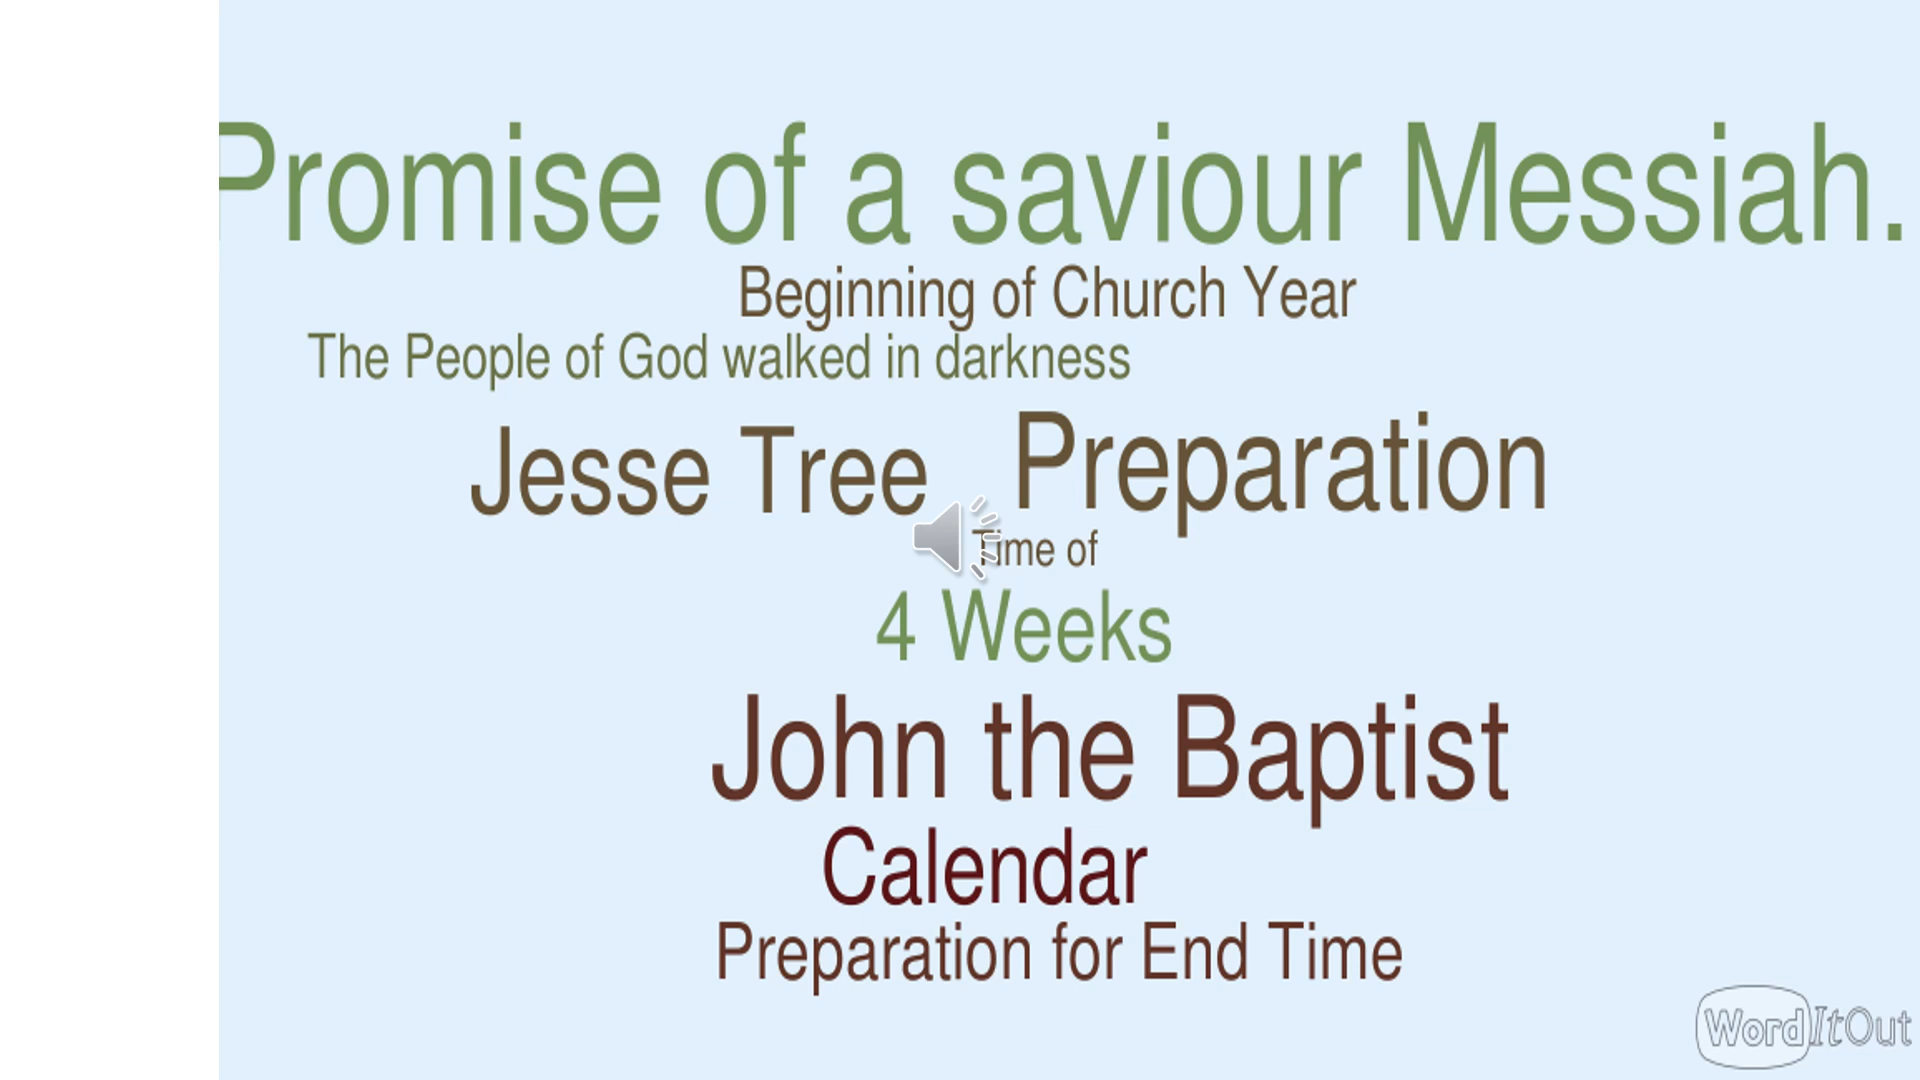 Promise of a saviour Messiah.
Beginning of Church Year
The People of God walked in darkness
Jesse Tree Preparation
Time of
4 Weeks
John the Baptist
Calendar
Preparation for End Time
WordItOut